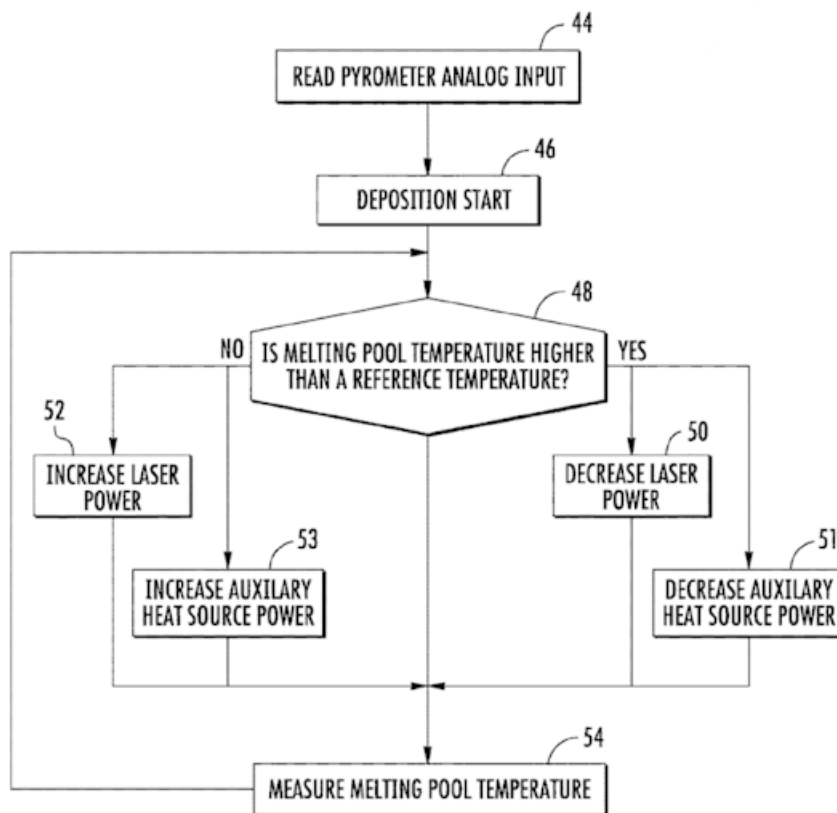 44
READ PYROMETER ANALOG INPUT
46
DEPOSITION START
48
NO
IS MELTING POOL TEMPERATURE HIGHER
THAN A REFERENCE TEMPERATURE?
YES
52
INCREASE LASER
POWER
50
DECREASE LASER
POWER
53
INCREASE AUXILARY
HEAT SOURCE POWER
51
DECREASE AUXILARY
HEAT SOURCE POWER
54
MEASURE MELTING POOL TEMPERATURE